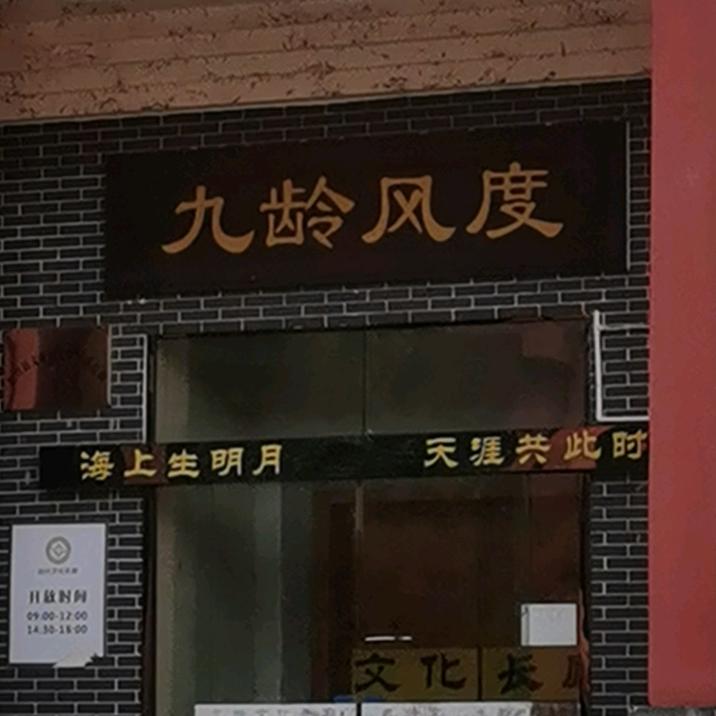 九龄风度
海上生明月 天涯共此时
开放时间
09:00-12:00
14:30-18:00
文化长